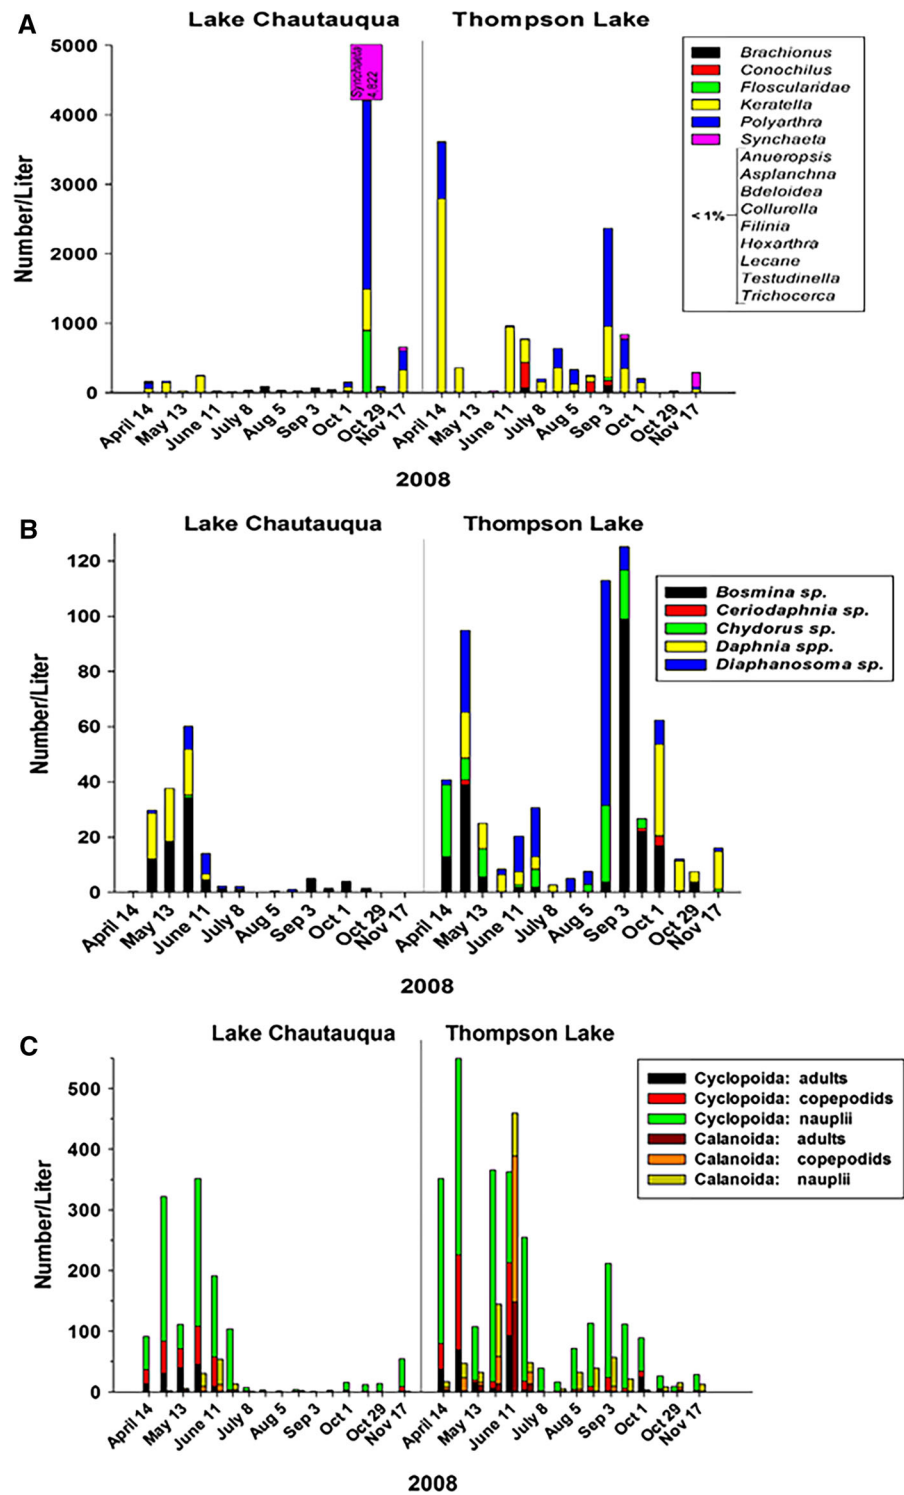 A
Lake Chautauqua
Thompson Lake
Number/Liter
5000
4000
3000
2000
1000
0
Synchaeta
4,822
Brachionus
Conochilus
Floscularidae
Keratella
Polyarthra
Synchaeta
< 1%
Anueropsis
Asplanchna
Bdeloidea
Collurella
Filinia
Hexarthra
Lecane
Testudinella
Trichocerca
April 14
May 13
June 11
July 8
Aug 5
Sep 3
Oct 1
Oct 29
Nov 17
April 14
May 13
June 11
July 8
Aug 5
Sep 3
Oct 1
Oct 29
Nov 17
2008
B
Lake Chautauqua
Thompson Lake
Number/Liter
120
100
80
60
40
20
0
Bosmina sp.
Ceriodaphnia sp.
Chydorus sp.
Daphnia spp.
Diaphanosoma sp.
April 14
May 13
June 11
July 8
Aug 5
Sep 3
Oct 1
Oct 29
Nov 17
April 14
May 13
June 11
July 8
Aug 5
Sep 3
Oct 1
Oct 29
Nov 17
2008
C
Lake Chautauqua
Thompson Lake
Number/Liter
500
400
300
200
100
0
Cyclopoida: adults
Cyclopoida: copepodids
Cyclopoida: nauplii
Calanoida: adults
Calanoida: copepodids
Calanoida: nauplii
April 14
May 13
June 11
July 8
Aug 5
Sep 3
Oct 1
Oct 29
Nov 17
April 14
May 13
June 11
July 8
Aug 5
Sep 3
Oct 1
Oct 29
Nov 17
2008